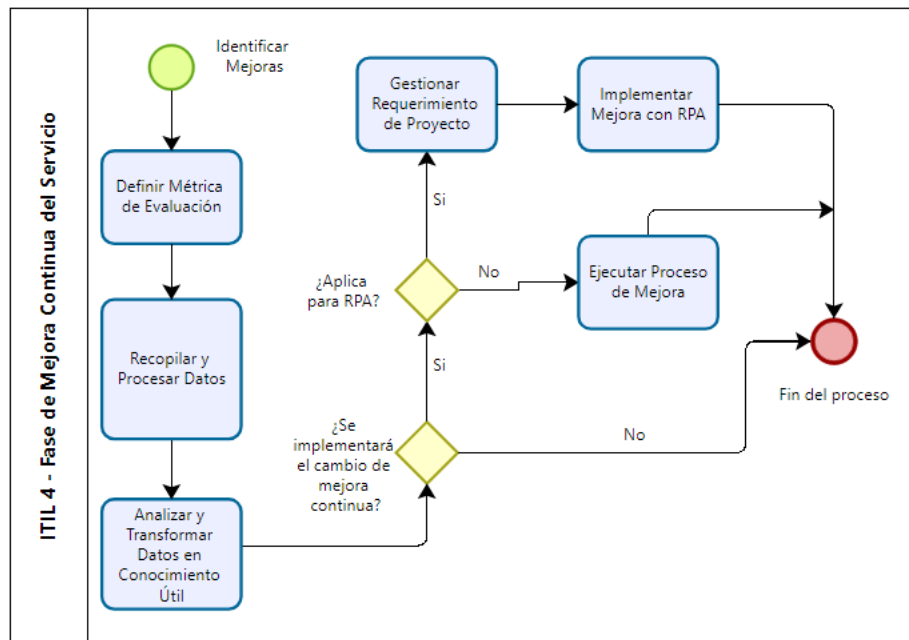 ITIL 4 - Fase de Mejora Continua del Servicio
Identificar
Mejoras
Definir Métrica
de Evaluación
Recopilar y
Procesar Datos
Analizar y
Transformar
Datos en
Conocimiento
Útil
¿Se
implementará
el cambio de
mejora
continua?
No
Si
¿Aplica
para RPA?
No
Si
Ejecutar Proceso
de Mejora
Gestionar
Requerimiento
de Proyecto
Implementar
Mejora con RPA
Fin del proceso